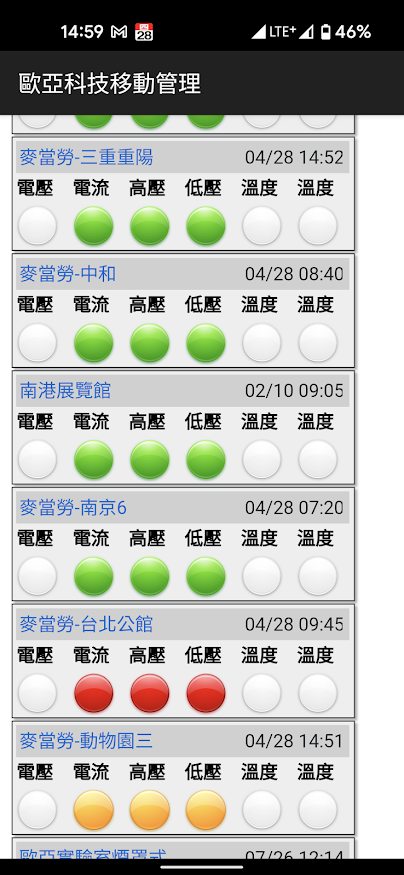 14:59 28 LTE+ 46%
歐亞科技移動管理
麥當勞-三重重陽 04/28 14:52
電壓 電流 高壓 低壓 溫度 溫度
麥當勞-中和 04/28 08:40
電壓 電流 高壓 低壓 溫度 溫度
南港展覽館 02/10 09:05
電壓 電流 高壓 低壓 溫度 溫度
麥當勞-南京6 04/28 07:20
電壓 電流 高壓 低壓 溫度 溫度
麥當勞-台北公館 04/28 09:45
電壓 電流 高壓 低壓 溫度 溫度
麥當勞-動物園三 04/28 14:51
電壓 電流 高壓 低壓 溫度 溫度
歐亞實驗室煙罩式 07/26 12:14